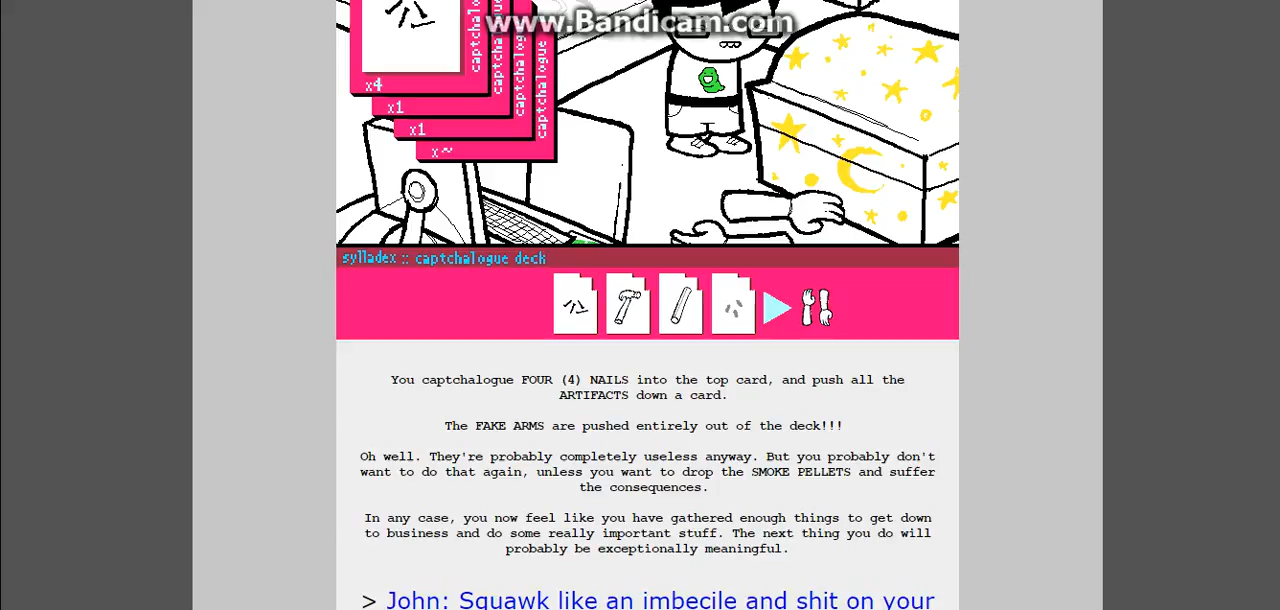 www.Bandicam.com
captchalogue
captchalogue
captchalogue
captchalogue
x4
x1
x1
x~
sylladex :: captchalogue deck
You captchalogue FOUR (4) NAILS into the top card, and push all the
ARTIFACTS down a card.
The FAKE ARMS are pushed entirely out of the deck!!!
Oh well. They're probably completely useless anyway. But you probably don't
want to do that again, unless you want to drop the SMOKE PELLETS and suffer
the consequences.
In any case, you now feel like you have gathered enough things to get down
to business and do some really important stuff. The next thing you do will
probably be exceptionally meaningful.
> John: Squawk like an imbecile and shit on your